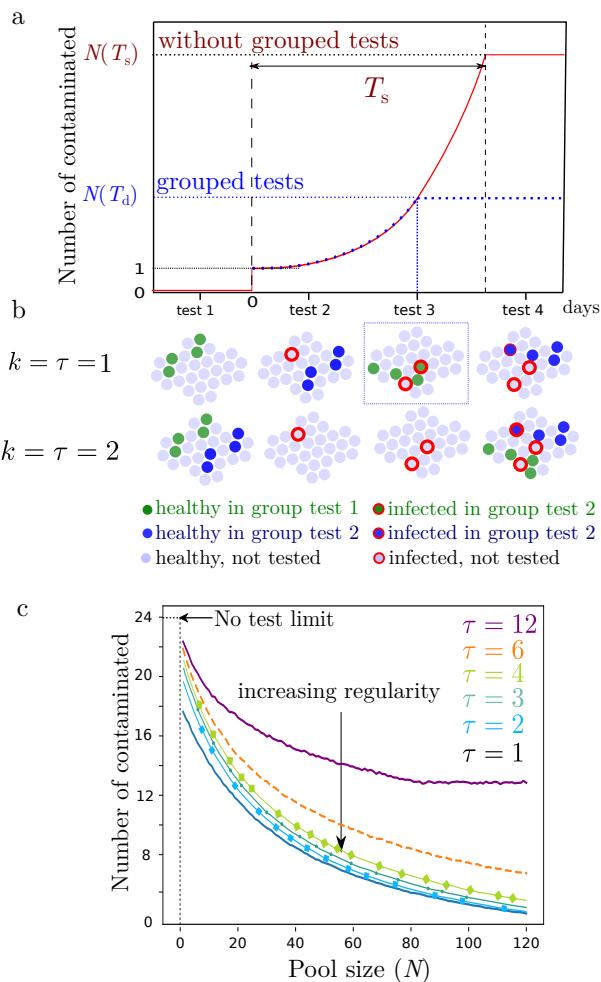 a
without grouped tests
N(Ts)
Ts
Number of contaminated
grouped tests
N(Td)
1
0
0
test 1
test 2
test 3
test 4
days
b
k = τ = 1
k = τ = 2
healthy in group test 1
infected in group test 2
healthy in group test 2
infected in group test 2
healthy, not tested
infected, not tested
c
24
No test limit
τ = 12
τ = 6
τ = 4
τ = 3
τ = 2
τ = 1
increasing regularity
Number of contaminated
20
16
12
8
0
0
20
40
60
80
100
120
Pool size (N)